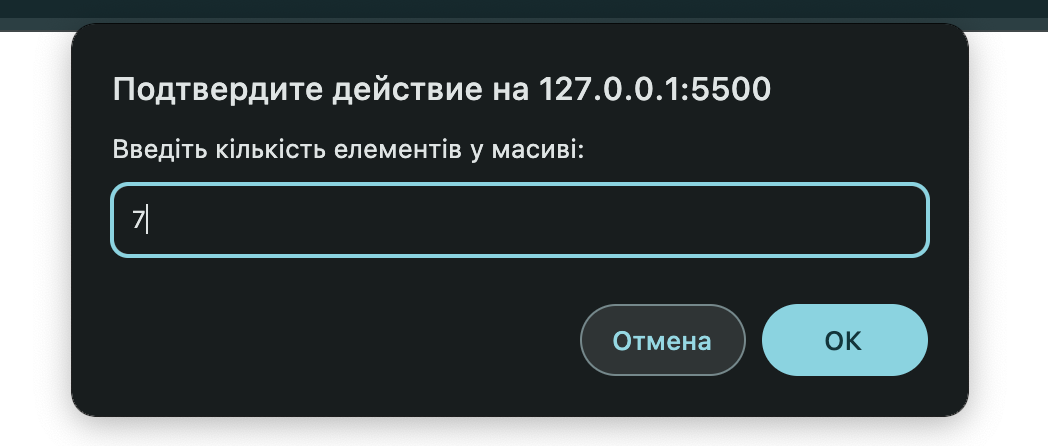 Подтвердите действие на 127.0.0.1:5500
Введіть кількість елементів у масиві:
7
Отмена OK